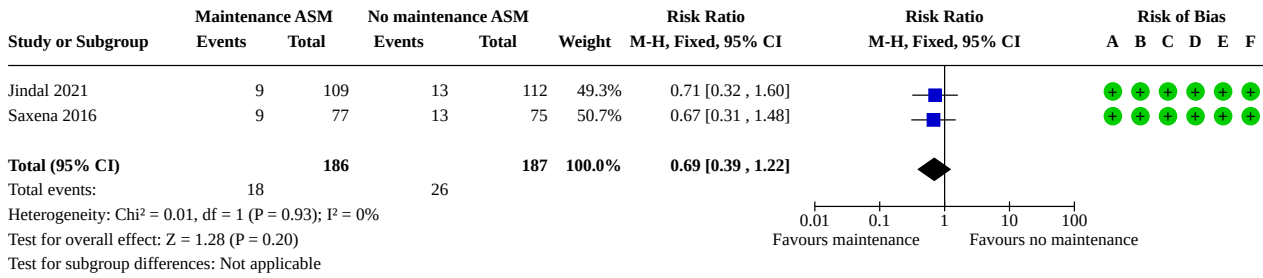 Maintenance ASM No maintenance ASM Risk Ratio Risk Ratio Risk of Bias
Study or Subgroup Events Total Events Total Weight M-H, Fixed, 95% CI M-H, Fixed, 95% CI A B C D E F
Jindal 2021 9 109 13 112 49.3% 0.71 [0.32 , 1.60] + + + + + +
Saxena 2016 9 77 13 75 50.7% 0.67 [0.31 , 1.48] + + + + + +
Total (95% CI) 186 187 100.0% 0.69 [0.39 , 1.22]
Total events: 18 26
Heterogeneity: Chi² = 0.01, df = 1 (P = 0.93); I² = 0%
0.01 0.1 1 10 100
Test for overall effect: Z = 1.28 (P = 0.20) Favours maintenance Favours no maintenance
Test for subgroup differences: Not applicable